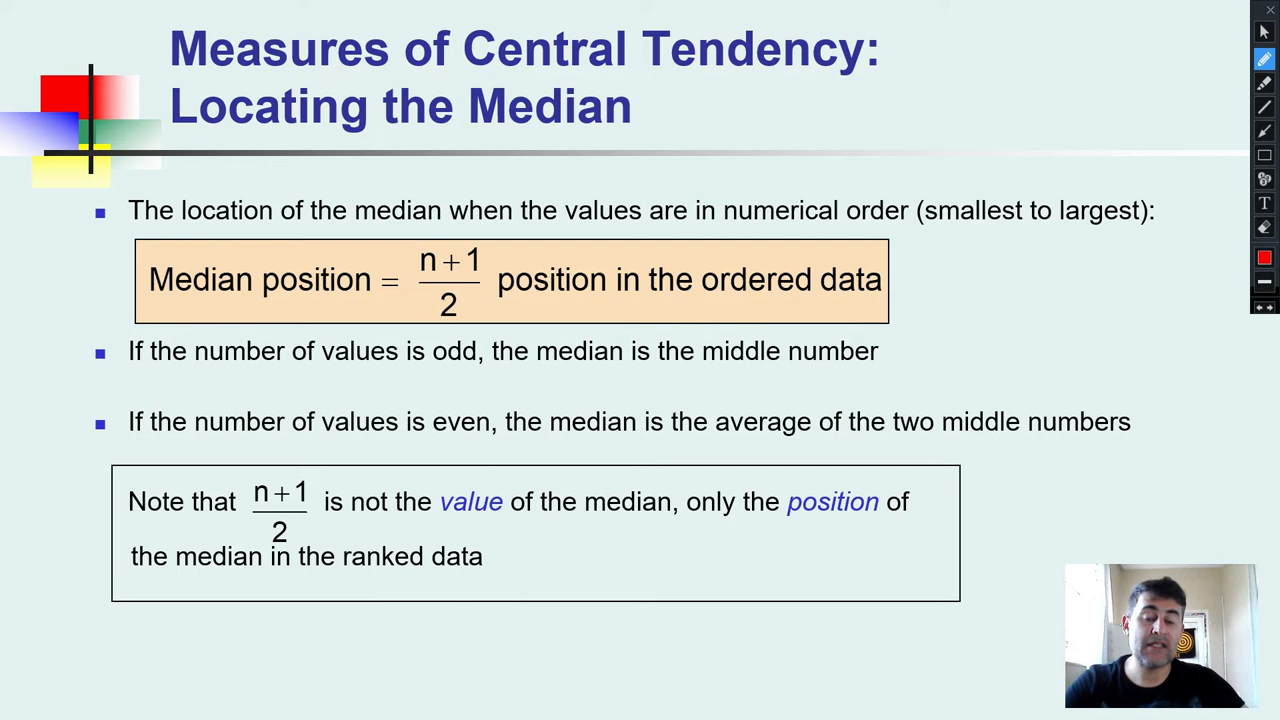 Measures of Central Tendency:
Locating the Median
The location of the median when the values are in numerical order (smallest to largest):
Median position = n+1/2 position in the ordered data
If the number of values is odd, the median is the middle number
If the number of values is even, the median is the average of the two middle numbers
Note that n+1/2 is not the value of the median, only the position of
the median in the ranked data